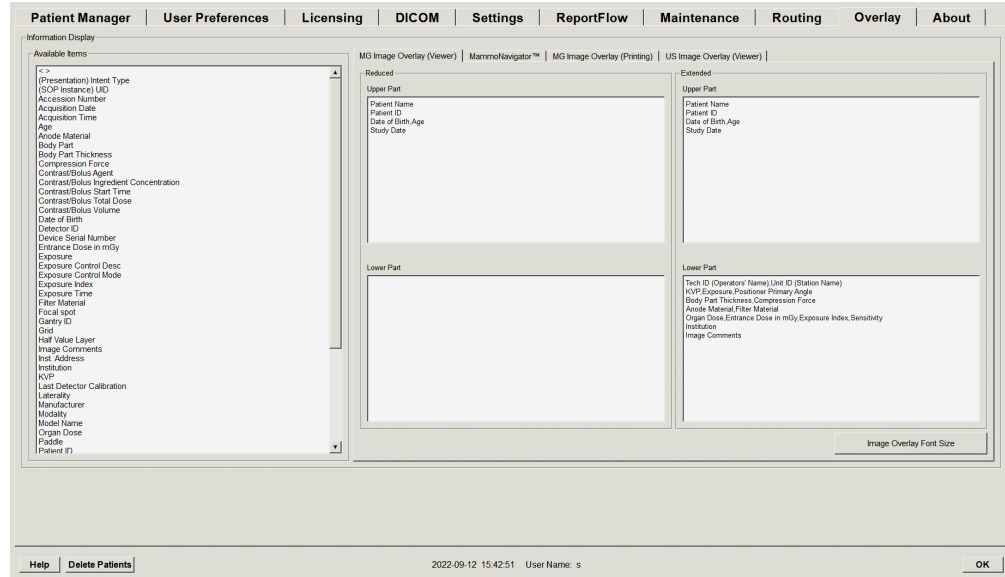 Patient Manager User Preferences Licensing DICOM Settings ReportFlow Maintenance Routing Overlay About
Information Display
Available Items
< >
(Presentation) Intent Type
(SOP Instance) UID
Accession Number
Acquisition Date
Acquisition Time
Age
Anode Material
Body Part
Body Part Thickness
Compression Force
Contrast/Bolus Agent
Contrast/Bolus Ingredient Concentration
Contrast/Bolus Start Time
Contrast/Bolus Total Dose
Contrast/Bolus Volume
Date of Birth
Detector ID
Device Serial Number
Entrance Dose in mGy
Exposure
Exposure Control Desc
Exposure Control Mode
Exposure Index
Exposure Time
Filter Material
Focal spot
Gantry ID
Grid
Half Value Layer
Image Comments
Inst. Address
Institution
KVP
Last Detector Calibration
Laterality
Manufacturer
Modality
Model Name
Organ Dose
Paddle
Patient ID
MG Image Overlay (Viewer) MammoNavigator™ MG Image Overlay (Printing) US Image Overlay (Viewer)
Reduced
Upper Part
Patient Name
Patient ID
Date of Birth,Age
Study Date
Lower Part
Extended
Upper Part
Patient Name
Patient ID
Date of Birth,Age
Study Date
Lower Part
Tech ID (Operators' Name),Unit ID (Station Name)
KVP,Exposure,Positioner Primary Angle
Body Part Thickness,Compression Force
Anode Material,Filter Material
Organ Dose,Entrance Dose in mGy,Exposure Index,Sensitivity
Institution
Image Comments
Image Overlay Font Size
Help Delete Patients 2022-09-12 15:42:51 User Name: s OK